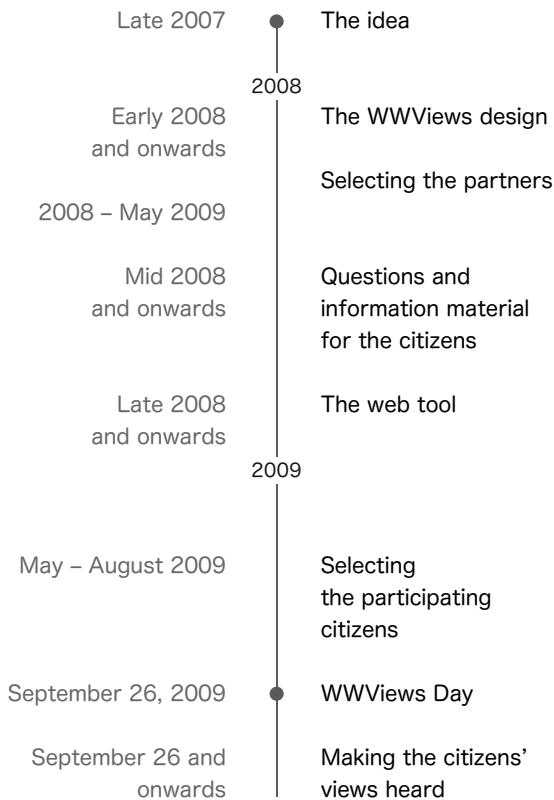 Late 2007
The idea
2008
Early 2008
and onwards
The WWViews design
Selecting the partners
2008 – May 2009
Mid 2008
and onwards
Questions and
information material
for the citizens
Late 2008
and onwards
The web tool
2009
May – August 2009
Selecting
the participating
citizens
September 26, 2009
WWViews Day
September 26 and
onwards
Making the citizens’
views heard